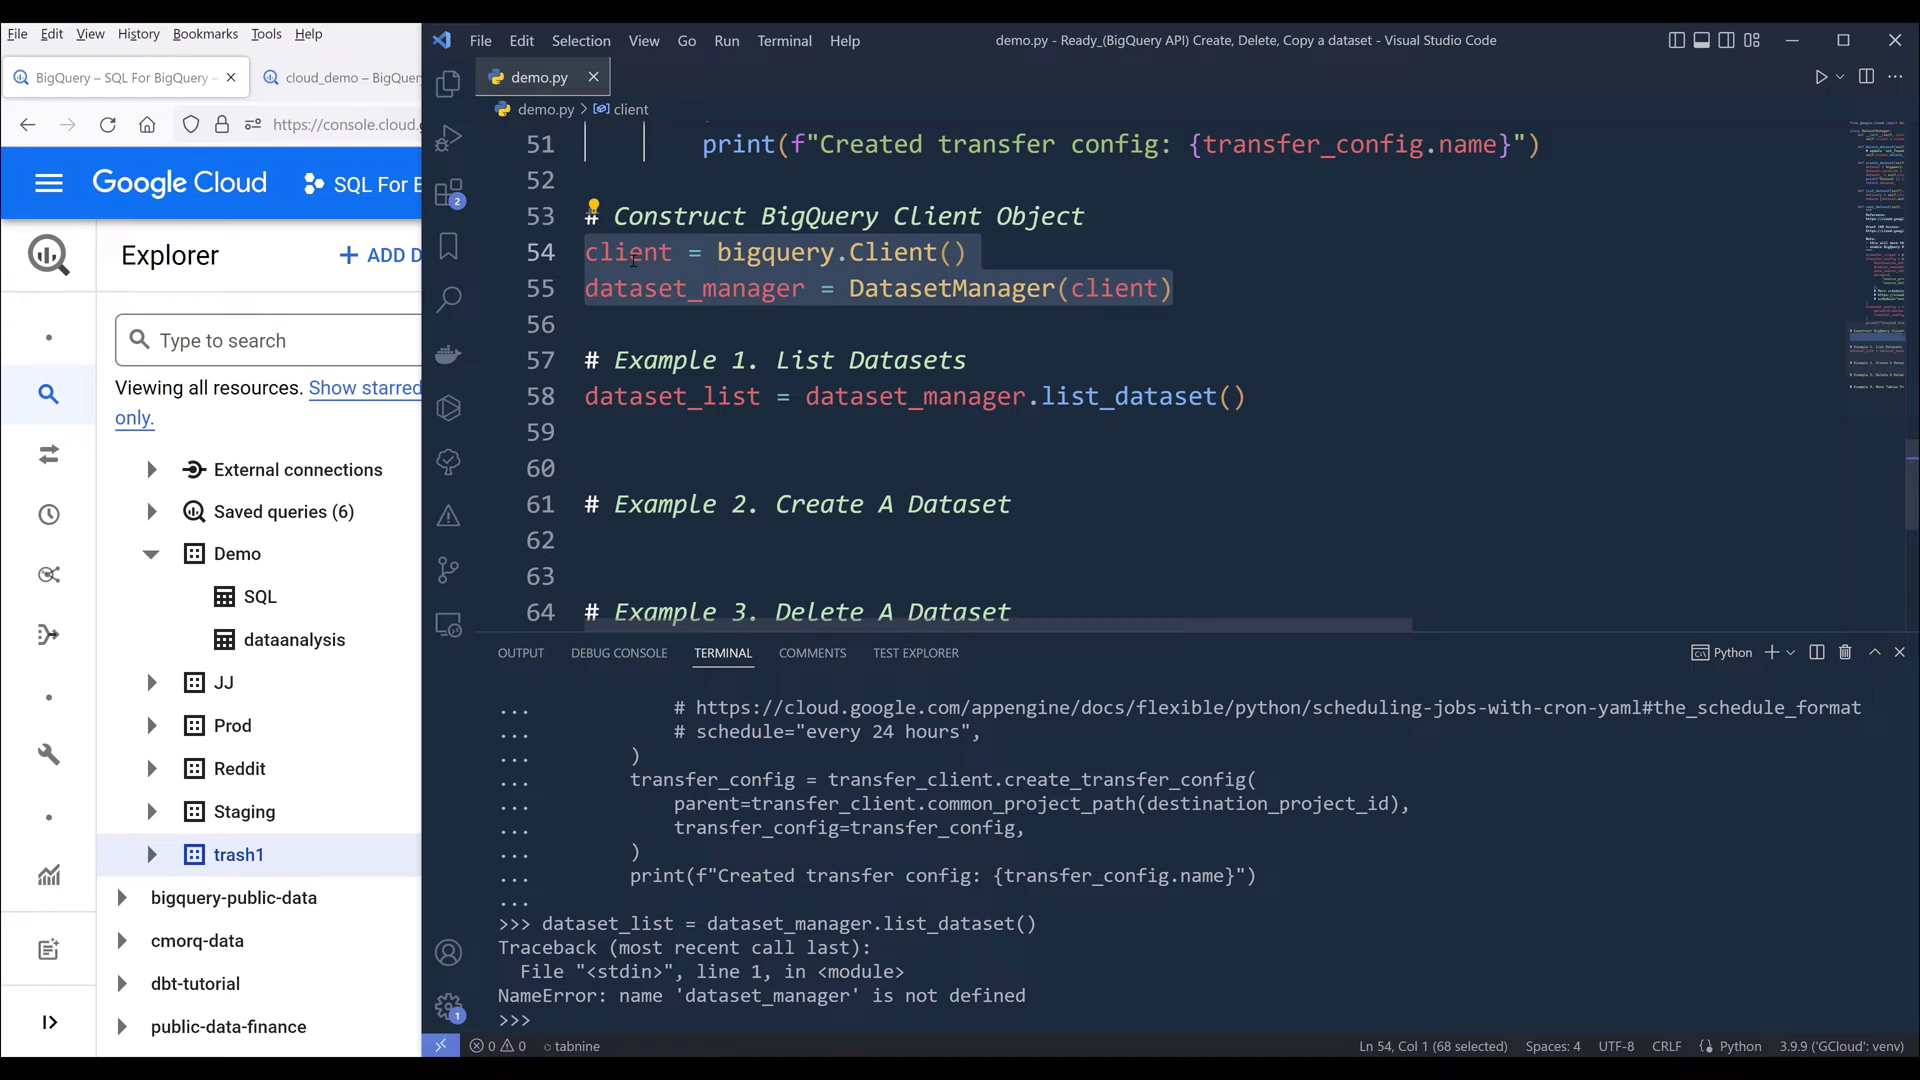 File Edit View History Bookmarks Tools Help
BigQuery – SQL For BigQuery –
cloud_demo – BigQu
https://console.cloud.g
Google Cloud
SQL For B
Explorer
+ ADD D
Type to search
Viewing all resources. Show starred
only.
External connections
Saved queries (6)
Demo
SQL
dataanalysis
JJ
Prod
Reddit
Staging
trash1
bigquery-public-data
cmorq-data
dbt-tutorial
public-data-finance
File Edit Selection View Go Run Terminal Help
demo.py - Ready_(BigQuery API) Create, Delete, Copy a dataset - Visual Studio Code
demo.py
demo.py > client
51 print(f"Created transfer config: {transfer_config.name}")
52
53 # Construct BigQuery Client Object
54 client = bigquery.Client()
55 dataset_manager = DatasetManager(client)
56
57 # Example 1. List Datasets
58 dataset_list = dataset_manager.list_dataset()
59
60
61 # Example 2. Create A Dataset
62
63
64 # Example 3. Delete A Dataset
2
OUTPUT DEBUG CONSOLE TERMINAL COMMENTS TEST EXPLORER
Python
... # https://cloud.google.com/appengine/docs/flexible/python/scheduling-jobs-with-cron-yaml#the_schedule_format
... # schedule="every 24 hours",
... )
... transfer_config = transfer_client.create_transfer_config(
... parent=transfer_client.common_project_path(destination_project_id),
... transfer_config=transfer_config,
... )
... print(f"Created transfer config: {transfer_config.name}")
...
>>> dataset_list = dataset_manager.list_dataset()
Traceback (most recent call last):
File "<stdin>", line 1, in <module>
NameError: name 'dataset_manager' is not defined
>>>
1
0 0 tabnine
Ln 54, Col 1 (68 selected) Spaces: 4 UTF-8 CRLF Python 3.9.9 ('GCloud': venv)